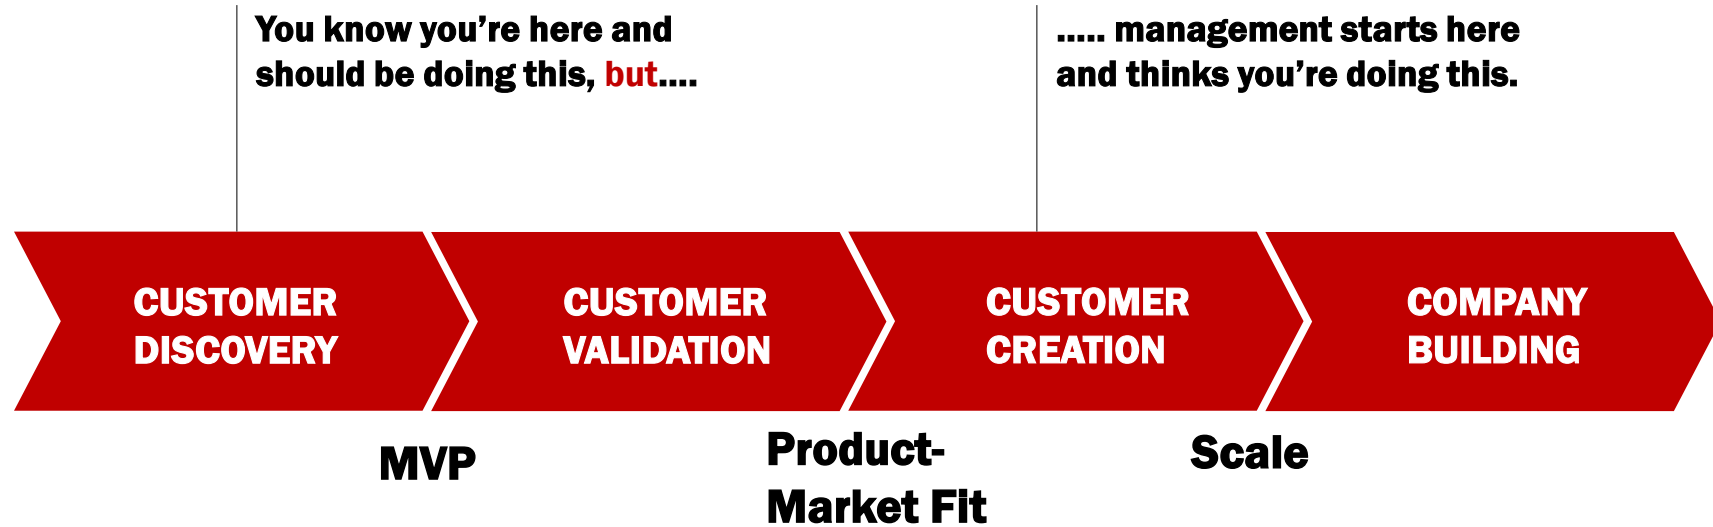 You know you’re here and
should be doing this, but....
..... management starts here
and thinks you’re doing this.
CUSTOMER
DISCOVERY
CUSTOMER
VALIDATION
CUSTOMER
CREATION
COMPANY
BUILDING
MVP
Product-
Market Fit
Scale